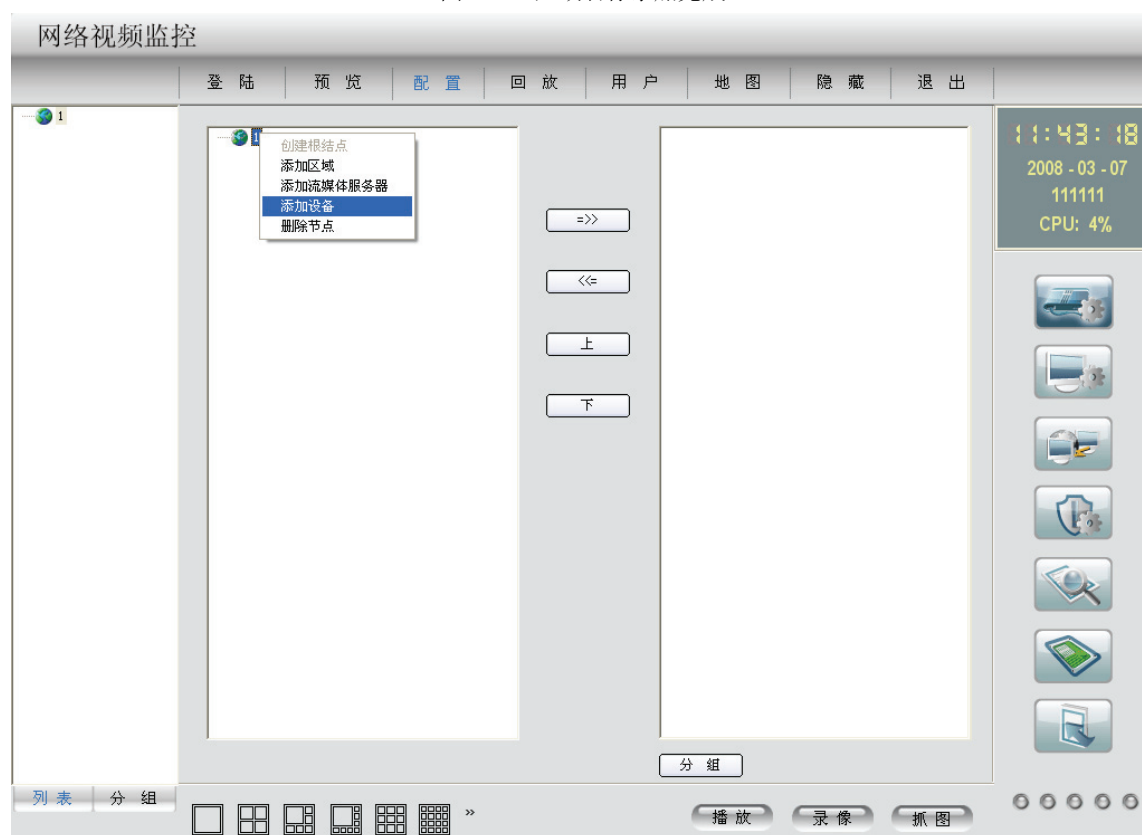 网络视频监控
登 陆 预 览 配 置 回 放 用 户 地 图 隐 藏 退 出
1
1
创建根结点
添加区域
添加流媒体服务器
添加设备
删除节点
=>>
<<=
上
下
11:43:18
2008 - 03 - 07
111111
CPU: 4%
分 组
列 表 分 组
»
播 放 录 像 抓 图